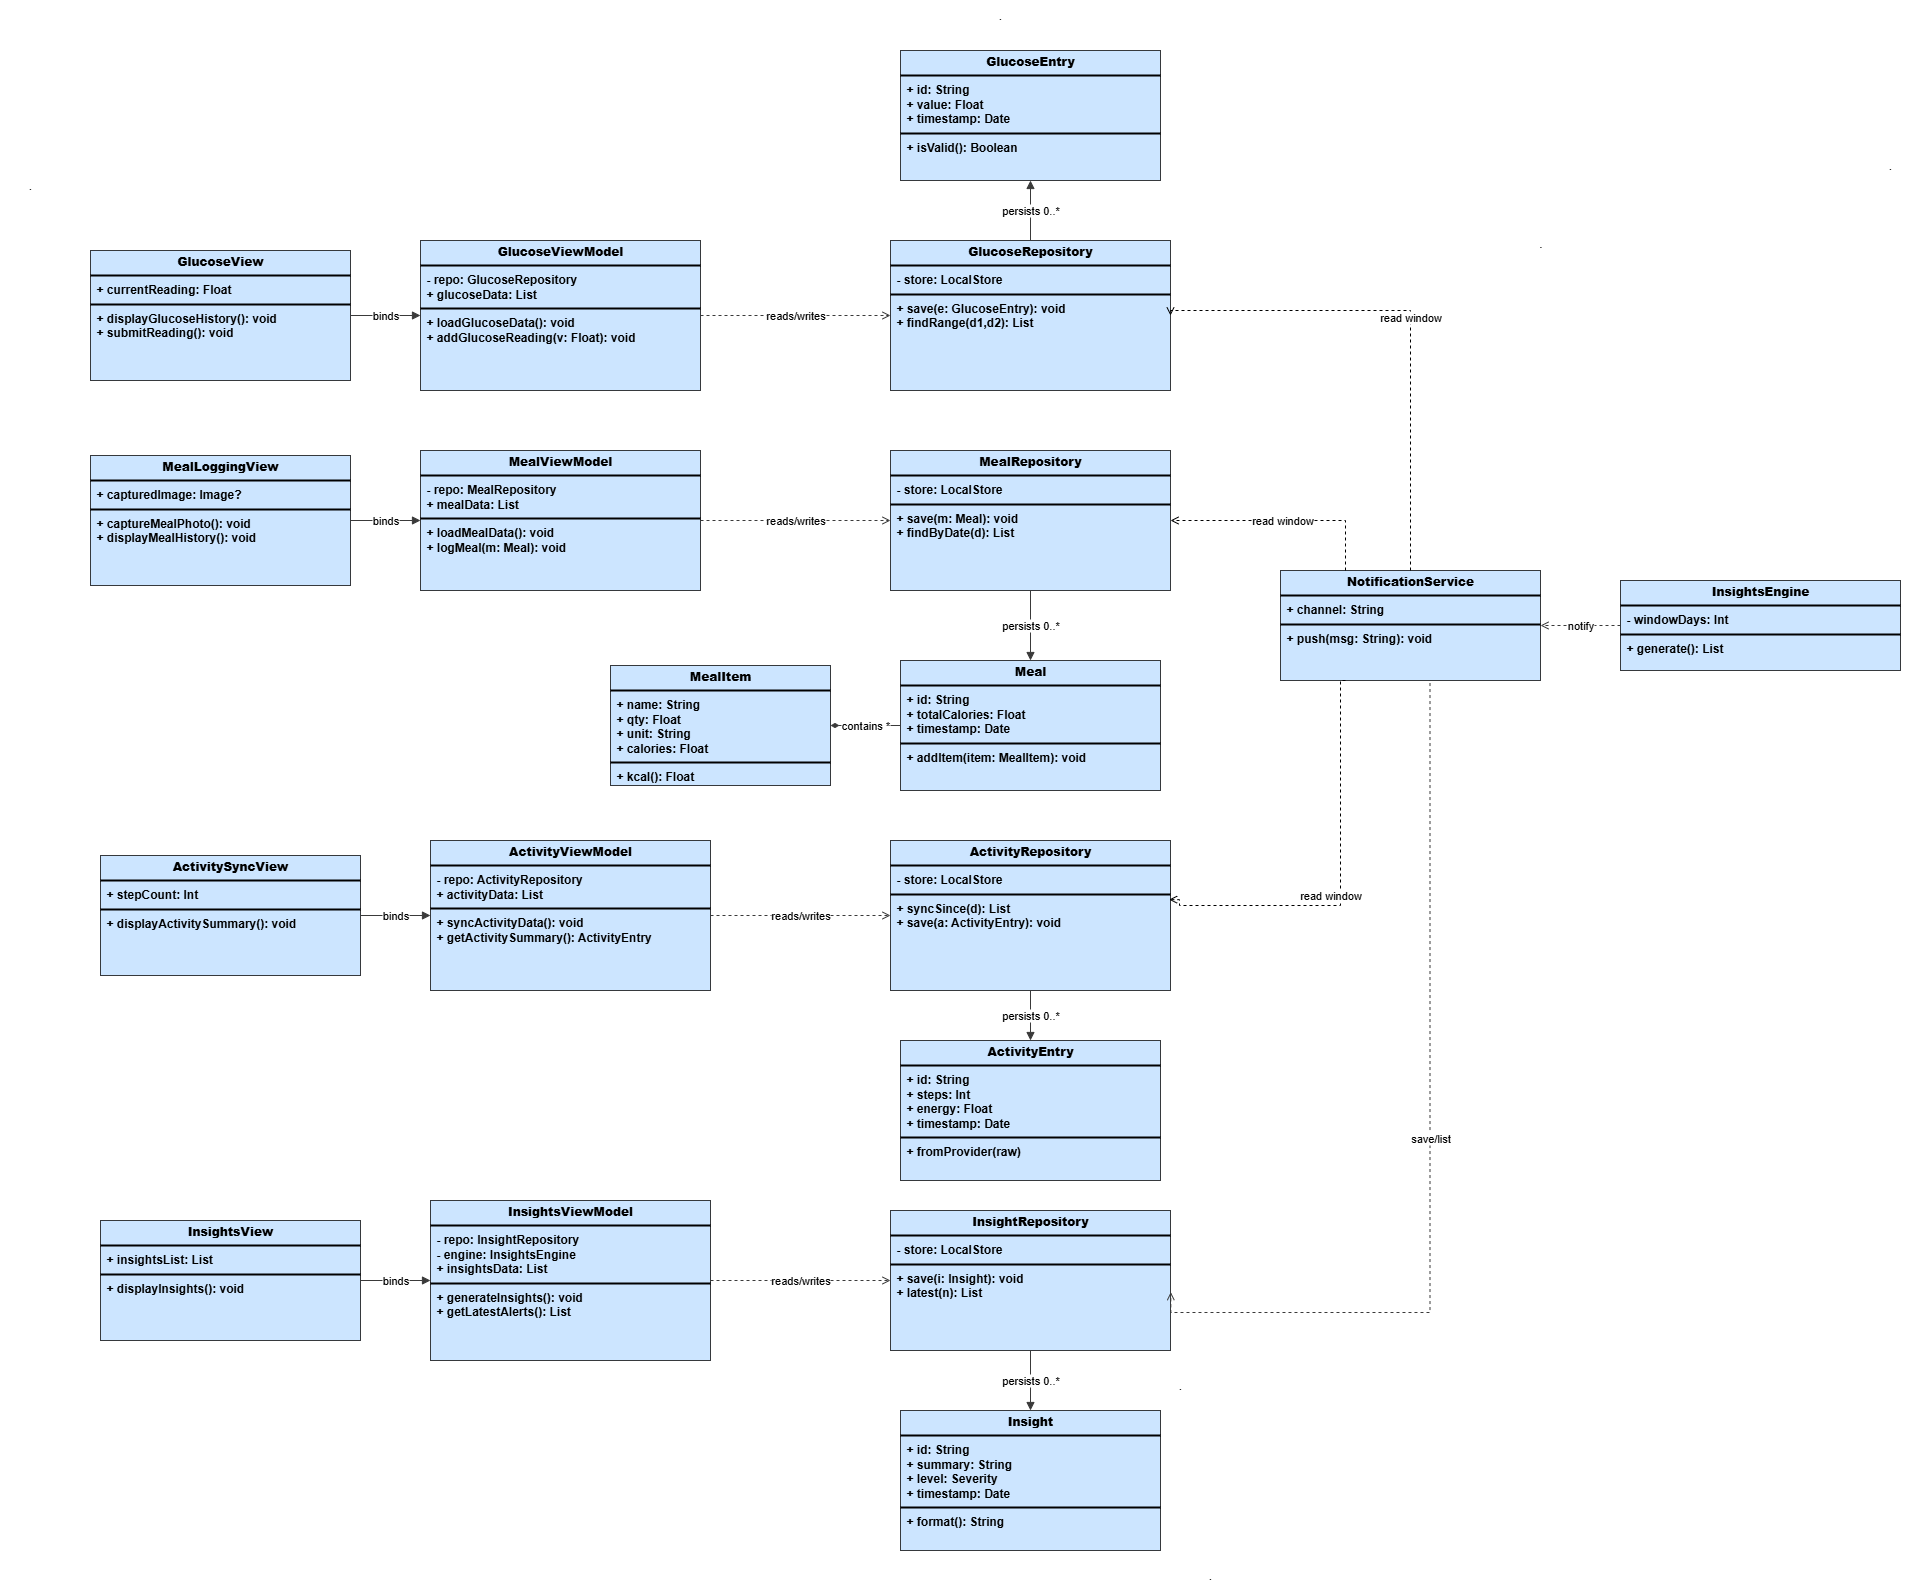 GlucoseEntry
+ id: String
+ value: Float
+ timestamp: Date
+ isValid(): Boolean
persists 0..*
GlucoseView
+ currentReading: Float
+ displayGlucoseHistory(): void
+ submitReading(): void
binds
GlucoseViewModel
- repo: GlucoseRepository
+ glucoseData: List
+ loadGlucoseData(): void
+ addGlucoseReading(v: Float): void
reads/writes
GlucoseRepository
- store: LocalStore
+ save(e: GlucoseEntry): void
+ findRange(d1,d2): List
read window
MealLoggingView
+ capturedImage: Image?
+ captureMealPhoto(): void
+ displayMealHistory(): void
binds
MealViewModel
- repo: MealRepository
+ mealData: List
+ loadMealData(): void
+ logMeal(m: Meal): void
reads/writes
MealRepository
- store: LocalStore
+ save(m: Meal): void
+ findByDate(d): List
read window
persists 0..*
NotificationService
+ channel: String
+ push(msg: String): void
notify
InsightsEngine
- windowDays: Int
+ generate(): List
MealItem
+ name: String
+ qty: Float
+ unit: String
+ calories: Float
+ kcal(): Float
contains *
Meal
+ id: String
+ totalCalories: Float
+ timestamp: Date
+ addItem(item: MealItem): void
ActivitySyncView
+ stepCount: Int
+ displayActivitySummary(): void
binds
ActivityViewModel
- repo: ActivityRepository
+ activityData: List
+ syncActivityData(): void
+ getActivitySummary(): ActivityEntry
reads/writes
ActivityRepository
- store: LocalStore
+ syncSince(d): List
+ save(a: ActivityEntry): void
read window
persists 0..*
ActivityEntry
+ id: String
+ steps: Int
+ energy: Float
+ timestamp: Date
+ fromProvider(raw)
save/list
InsightsView
+ insightsList: List
+ displayInsights(): void
binds
InsightsViewModel
- repo: InsightRepository
- engine: InsightsEngine
+ insightsData: List
+ generateInsights(): void
+ getLatestAlerts(): List
reads/writes
InsightRepository
- store: LocalStore
+ save(i: Insight): void
+ latest(n): List
persists 0..*
Insight
+ id: String
+ summary: String
+ level: Severity
+ timestamp: Date
+ format(): String